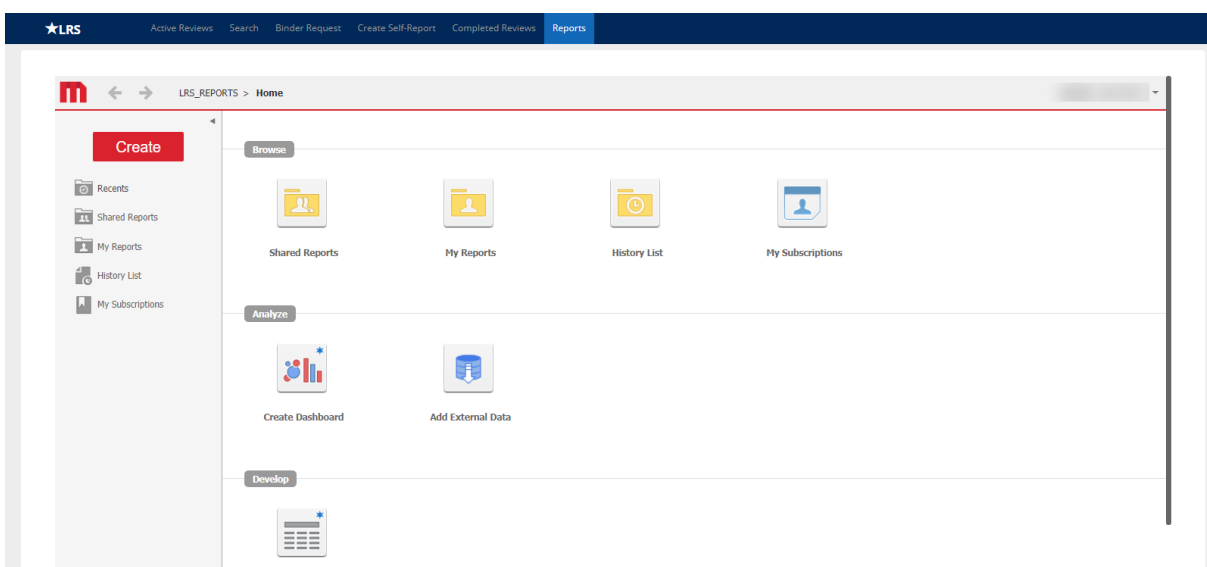 ★LRS Active Reviews Search Binder Request Create Self-Report Completed Reviews Reports
LRS_REPORTS > Home
Create
Recents
Shared Reports
My Reports
History List
My Subscriptions
Browse
Shared Reports My Reports History List My Subscriptions
Analyze
Create Dashboard Add External Data
Develop